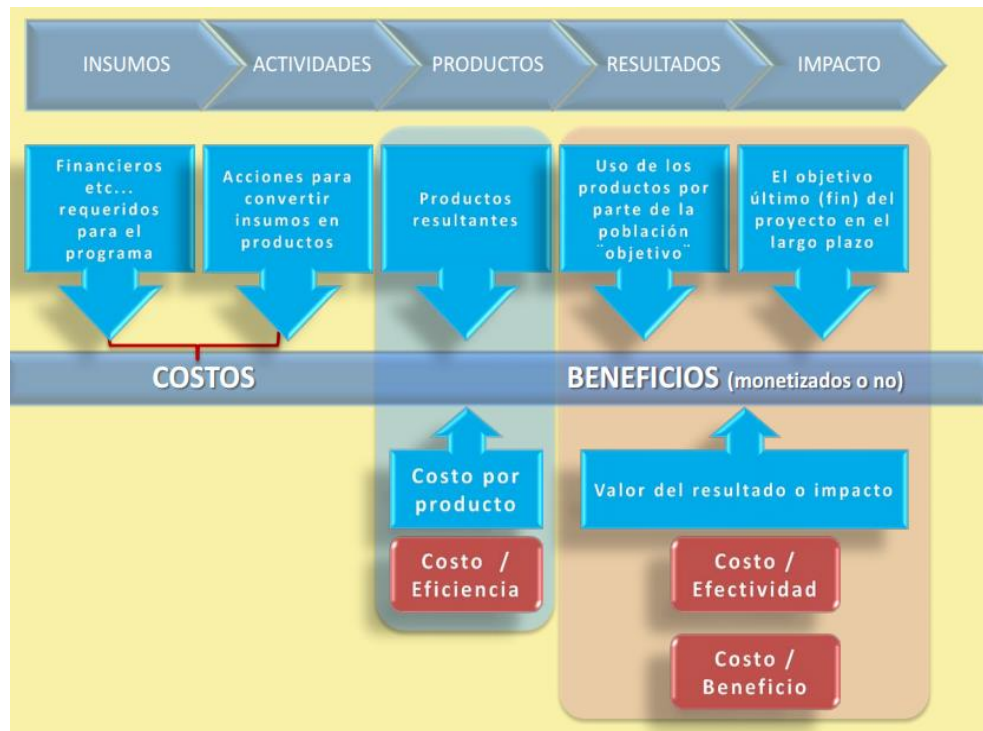 INSUMOS
ACTIVIDADES
PRODUCTOS
RESULTADOS
IMPACTO
Financieros
etc...
requeridos
para el
programa
Acciones para
convertir
insumos en
productos
Productos
resultantes
Uso de los
productos por
parte de la
población
¨objetivo¨
El objetivo
último (fin) del
proyecto en el
largo plazo
COSTOS
BENEFICIOS (monetizados o no)
Costo por
producto
Valor del resultado o impacto
Costo /
Eficiencia
Costo /
Efectividad
Costo /
Beneficio